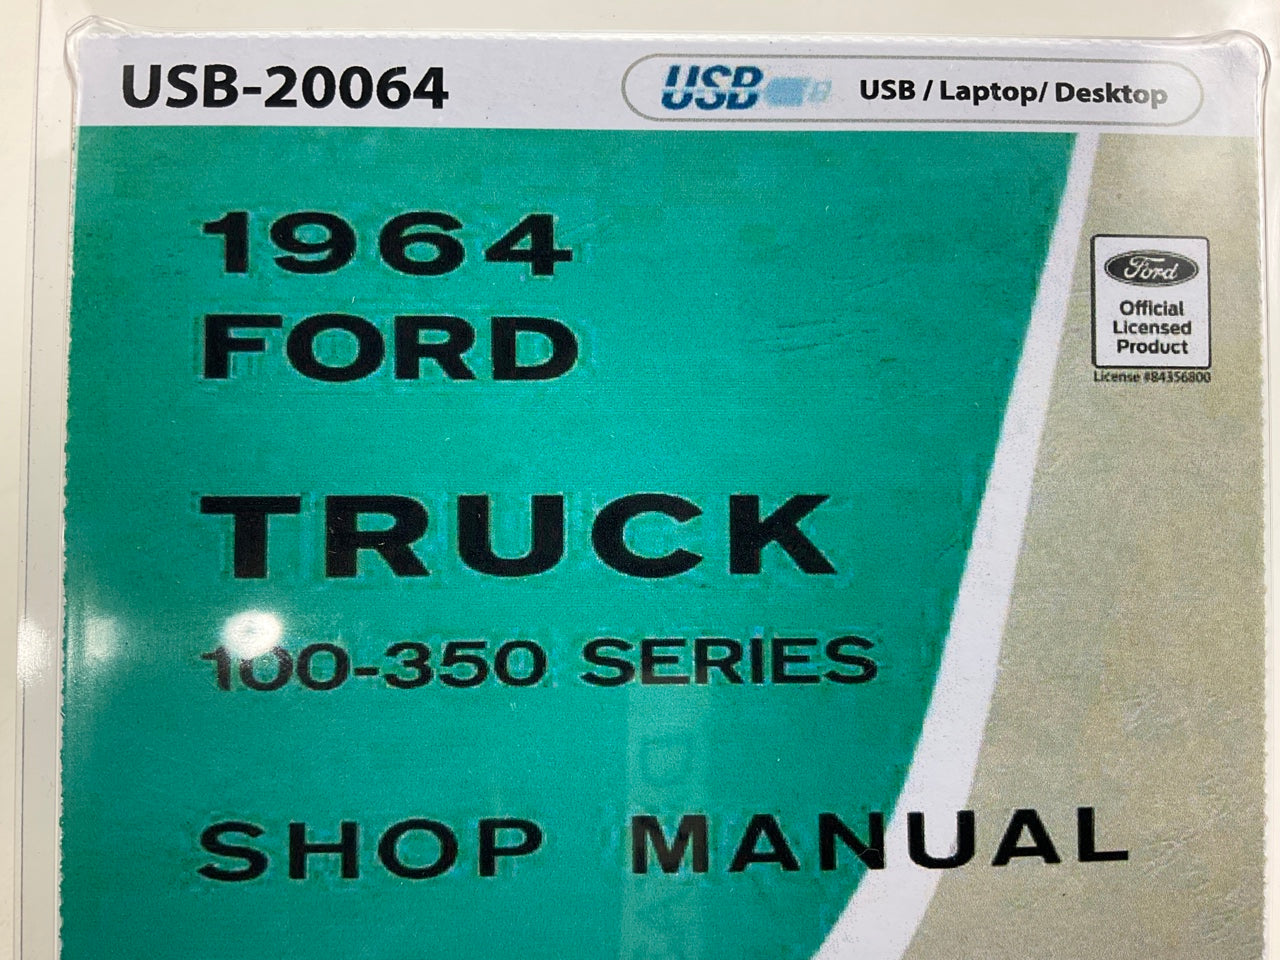 USB-20064
USB USB / Laptop/ Desktop
1964
FORD
Ford
Official
Licensed
Product
License #84356800
TRUCK
100-350 SERIES
SHOP MANUAL